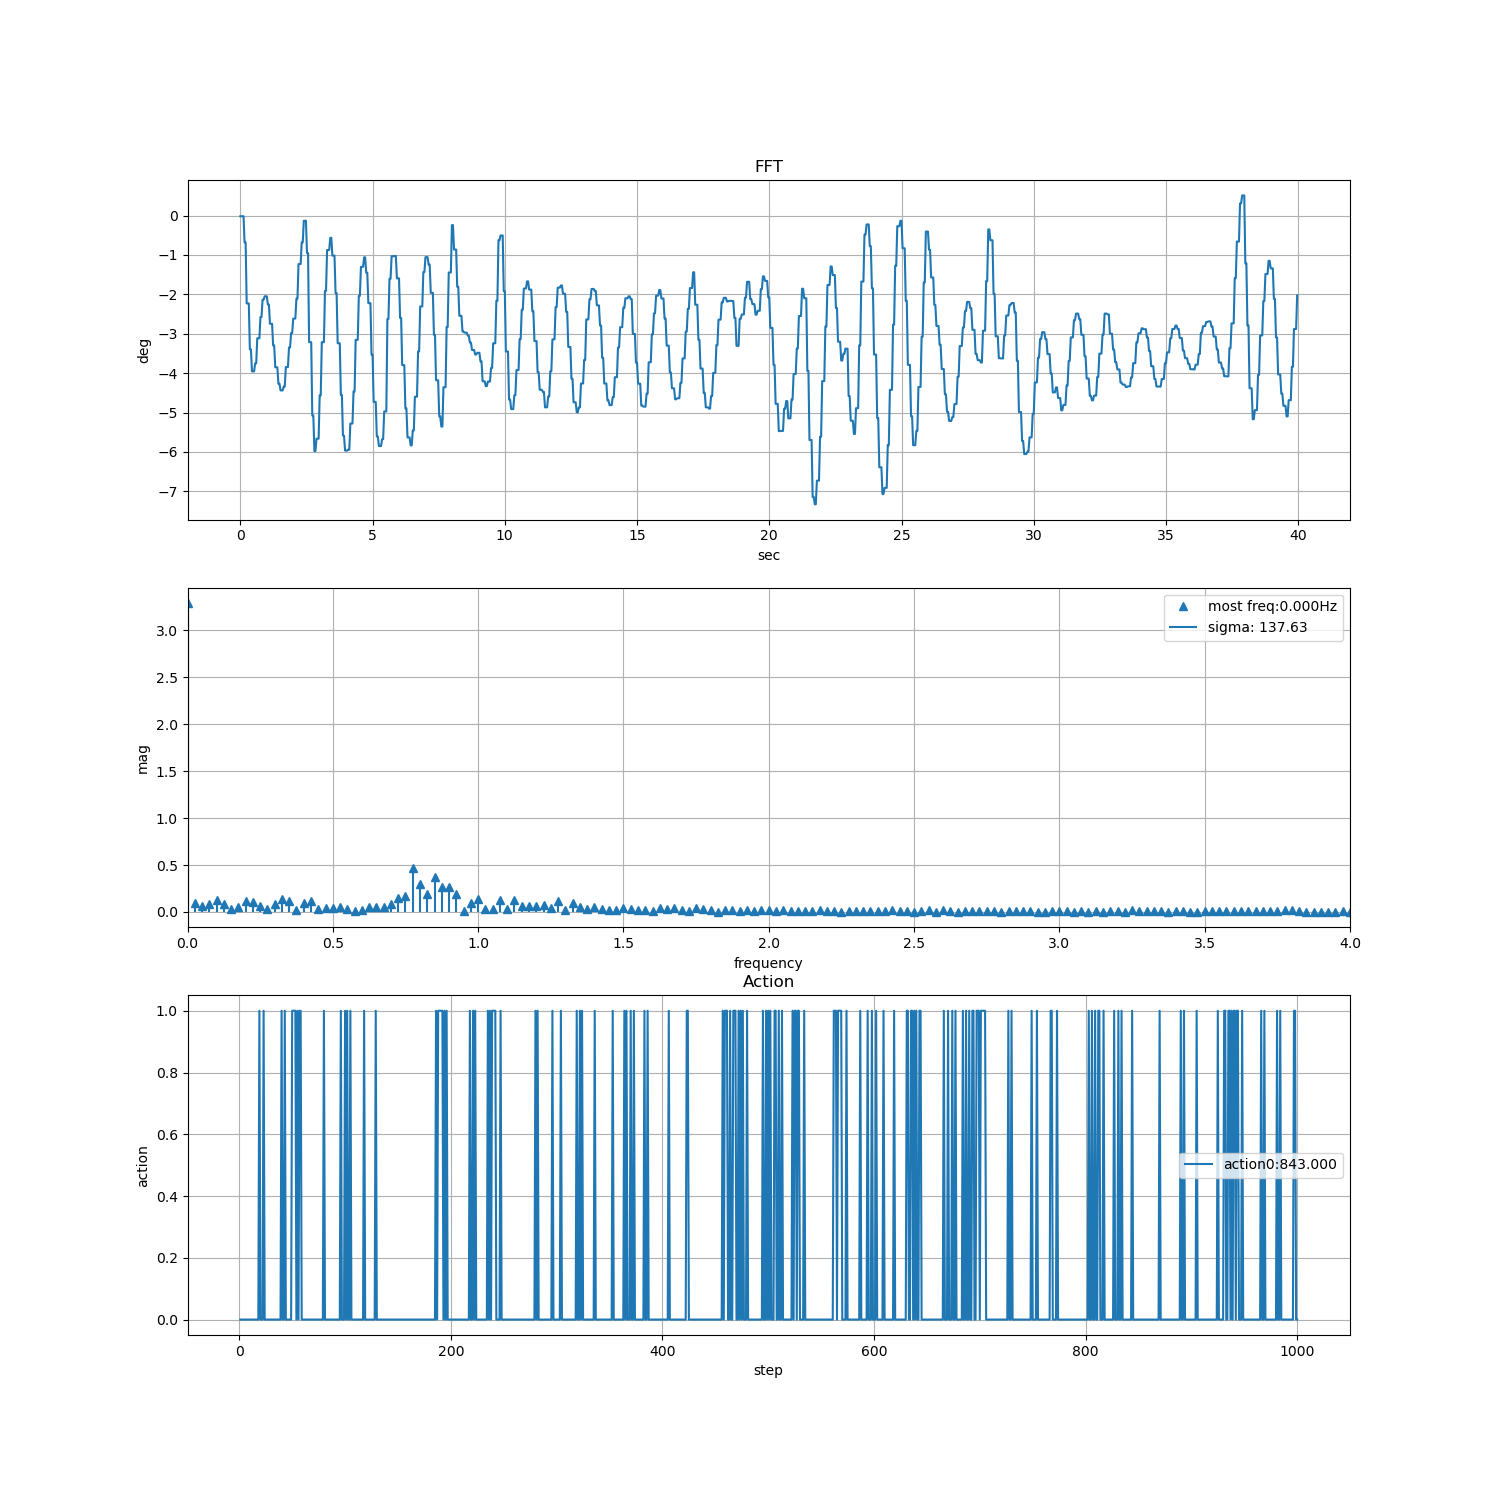 FFT
0
−1
−2
−3
−4
−5
−6
−7
deg
0 5 10 15 20 25 30 35 40
sec
most freq:0.000Hz
sigma: 137.63
3.0
2.5
2.0
1.5
1.0
0.5
0.0
mag
0.0 0.5 1.0 1.5 2.0 2.5 3.0 3.5 4.0
frequency
Action
1.0
0.8
0.6
0.4
0.2
0.0
action
action0:843.000
0 200 400 600 800 1000
step